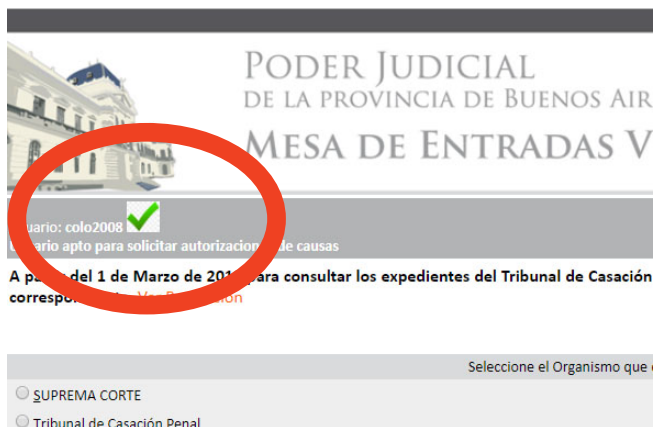 PODER JUDICIAL
DE LA PROVINCIA DE BUENOS AIR
MESA DE ENTRADAS V
uario: colo2008
ario apto para solicitar autorizacion de causas
A pa del 1 de Marzo de 201 para consultar los expedientes del Tribunal de Casación
correspon
Seleccione el Organismo que
SUPREMA CORTE
Tribunal de Casación Penal